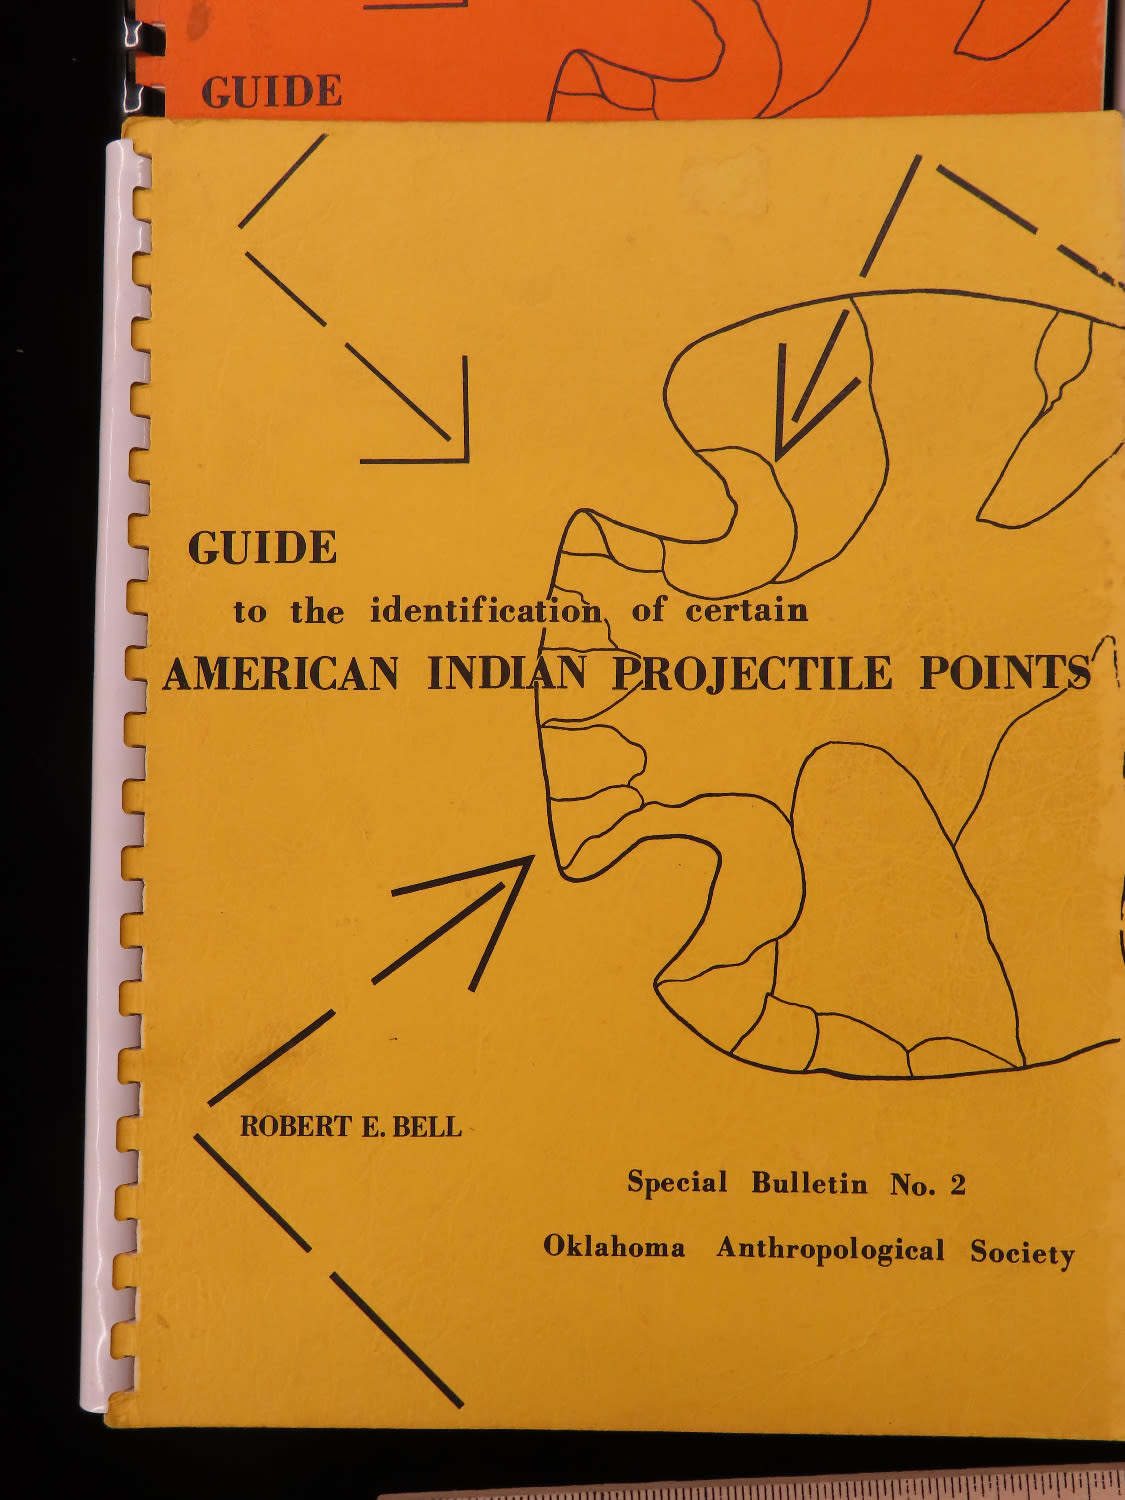 GUIDE
GUIDE
to the identification of certain
AMERICAN INDIAN PROJECTILE POINTS
ROBERT E. BELL
Special Bulletin No. 2
Oklahoma Anthropological Society